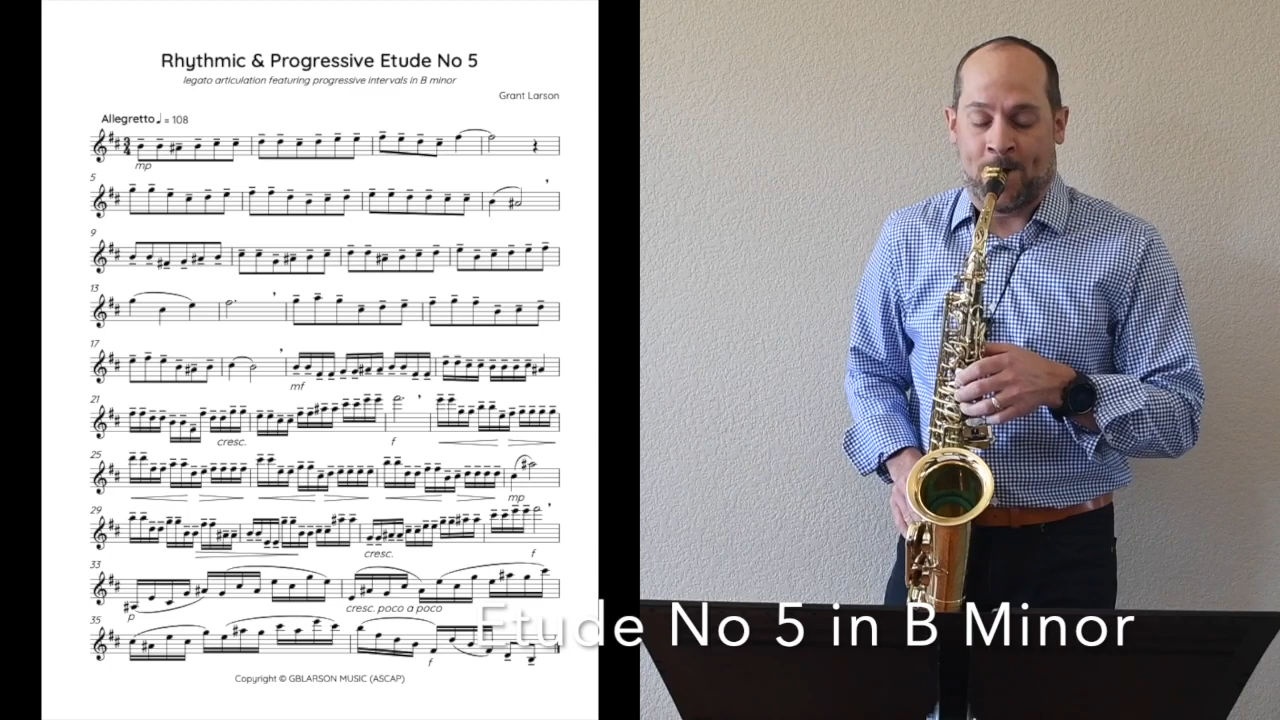 Rhythmic & Progressive Etude No 5
legato articulation featuring progressive intervals in B minor
Grant Larson
Allegretto ♩ = 108
3
4
mp
5
9
13
17
mf
21
cresc.
f
25
mp
29
cresc.
f
33
p
cresc. poco a poco
35
f
Etude No 5 in B Minor
Copyright © GBLARSON MUSIC (ASCAP)